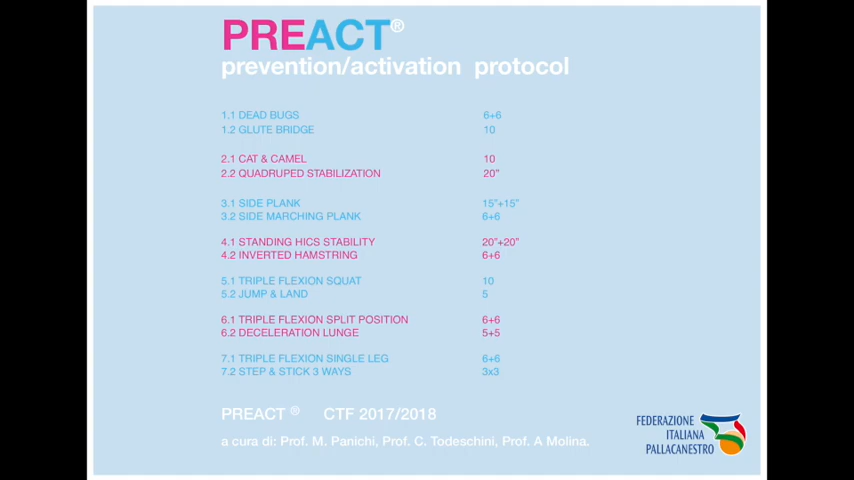 PREACT®
prevention/activation protocol
1.1 DEAD BUGS 6+6
1.2 GLUTE BRIDGE 10
2.1 CAT & CAMEL 10
2.2 QUADRUPED STABILIZATION 20"
3.1 SIDE PLANK 15"+15"
3.2 SIDE MARCHING PLANK 6+6
4.1 STANDING HICS STABILITY 20"+20"
4.2 INVERTED HAMSTRING 6+6
5.1 TRIPLE FLEXION SQUAT 10
5.2 JUMP & LAND 5
6.1 TRIPLE FLEXION SPLIT POSITION 6+6
6.2 DECELERATION LUNGE 5+5
7.1 TRIPLE FLEXION SINGLE LEG 6+6
7.2 STEP & STICK 3 WAYS 3x3
PREACT ® CTF 2017/2018
a cura di: Prof. M. Panichi, Prof. C. Todeschini, Prof. A Molina.
FEDERAZIONE
ITALIANA
PALLACANESTRO